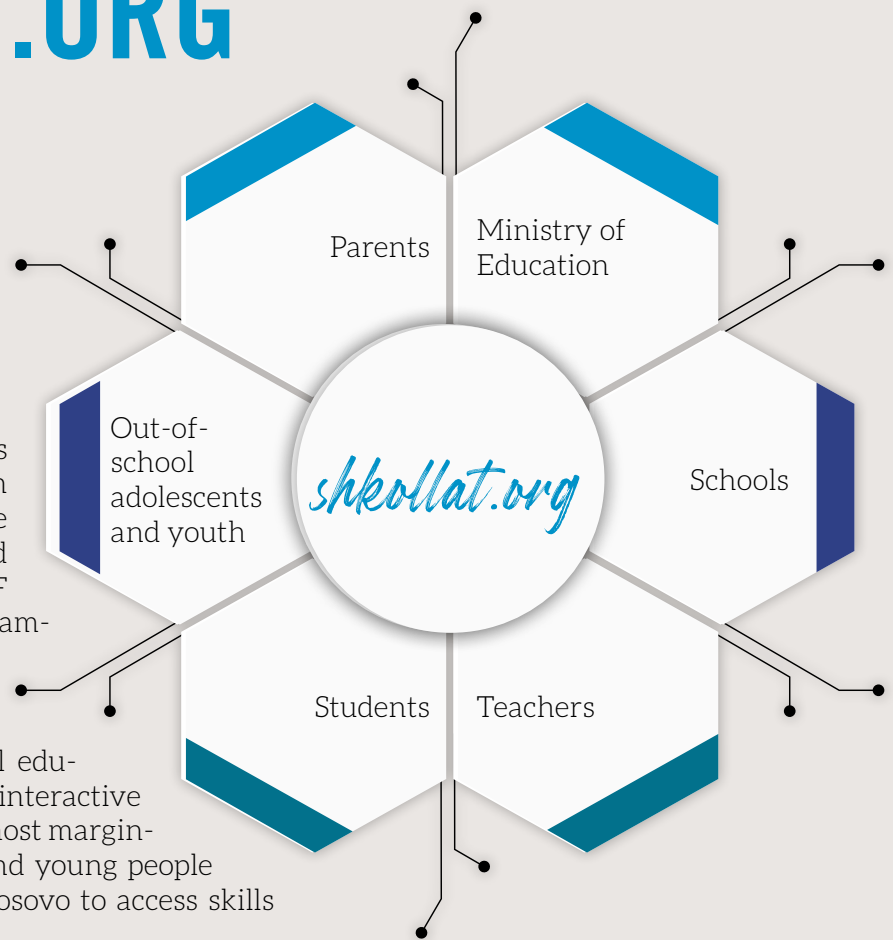 .ORG
Parents
Ministry of
Education
Out-of-
school
adolescents
and youth
shkollat.org
Schools
Students
Teachers
am-
l edu-
interactive
most margin-
nd young people
osovo to access skills